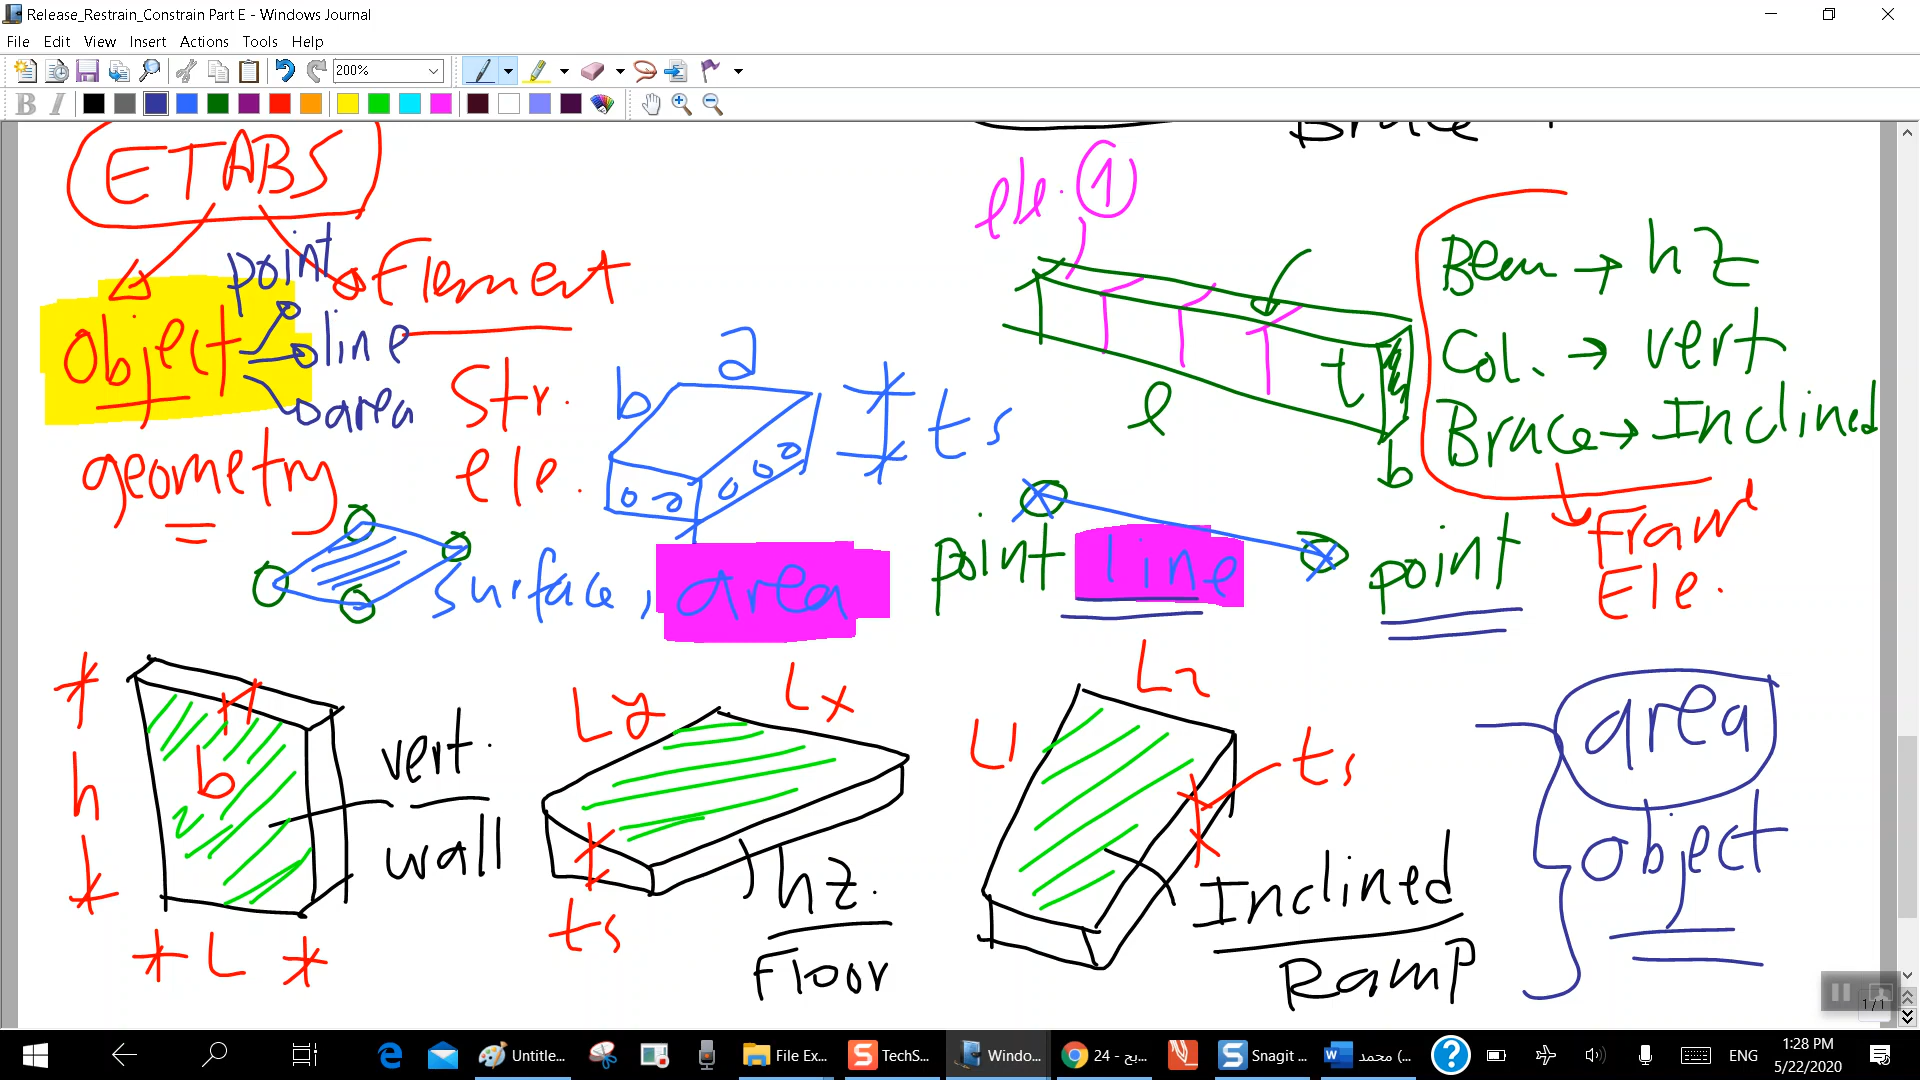 Release_Restrain_Constrain Part E - Windows Journal
File Edit View Insert Actions Tools Help
200%
B I
ETABS
Brace
ele. 1
point
Element
Object
line
area
geometry
Str.
ele.
a
b
ts
l
t
b
Beam → hz
Col. → vert
Brace → Inclined
Fram
Ele.
surface, area
point line point
h
b
L
vert.
wall
Ly
Lx
ts
hz.
Floor
L1
L2
ts
Inclined
Ramp
area
object
1/1
Untitle...
File Ex...
TechS...
Windo...
Snagit ...
ENG
1:28 PM
5/22/2020